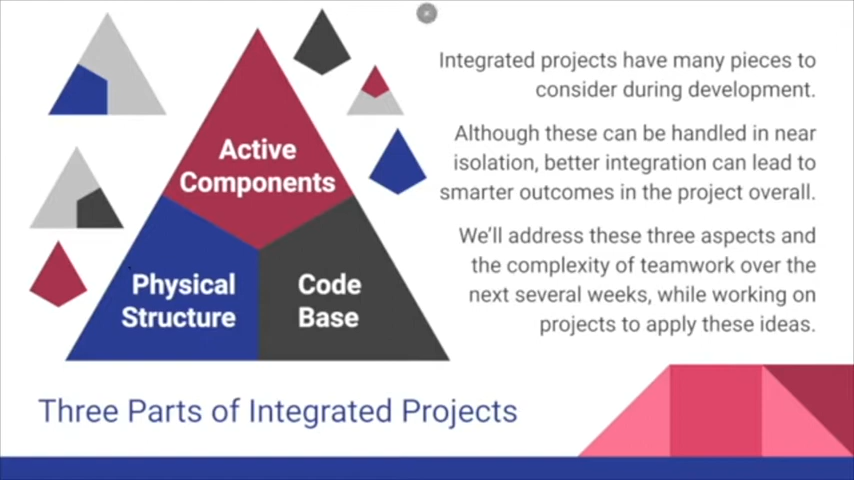 Active
Components
Physical
Structure
Code
Base
Integrated projects have many pieces to
consider during development.
Although these can be handled in near
isolation, better integration can lead to
smarter outcomes in the project overall.
We'll address these three aspects and
the complexity of teamwork over the
next several weeks, while working on
projects to apply these ideas.
Three Parts of Integrated Projects